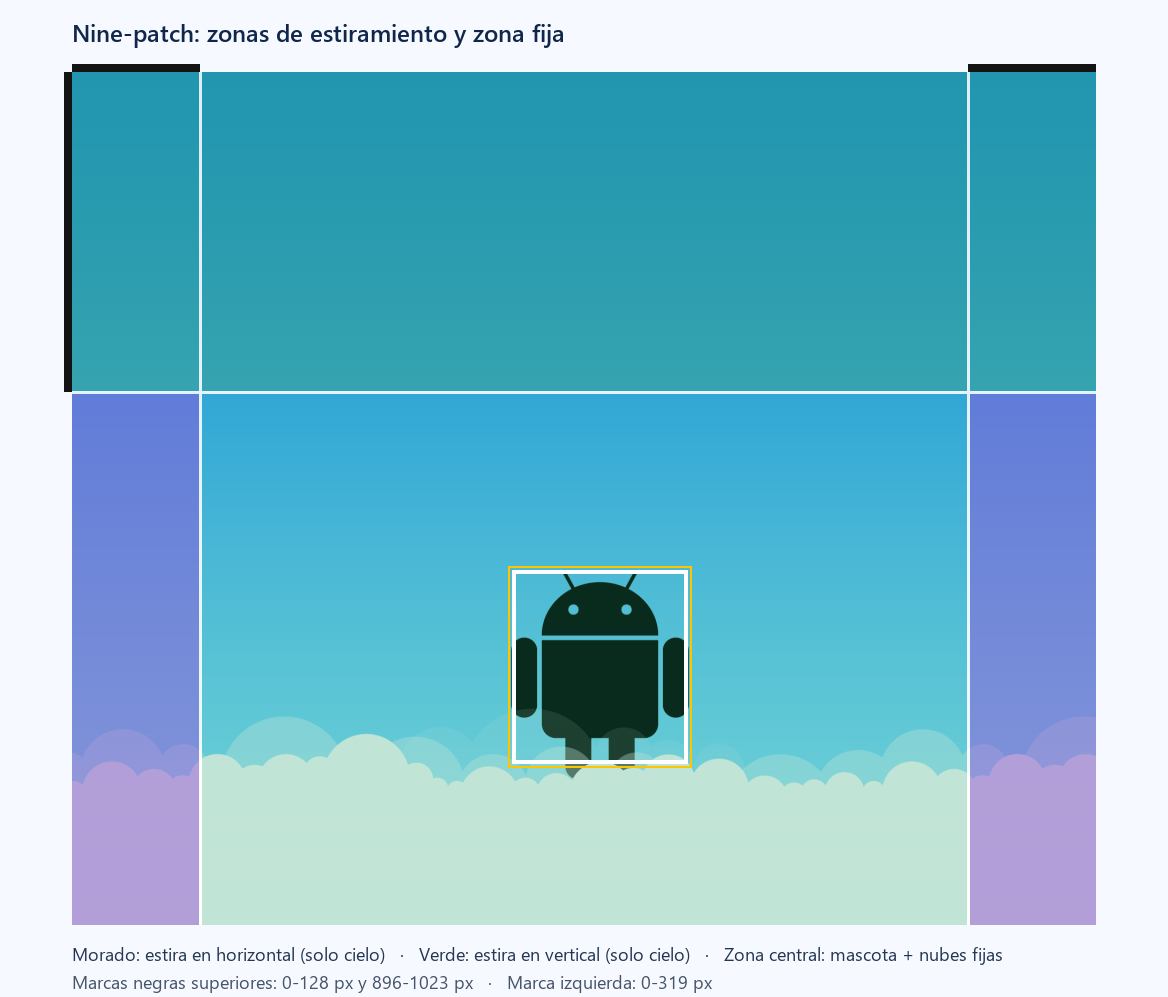 Nine-patch: zonas de estiramiento y zona fija
Morado: estira en horizontal (solo cielo) · Verde: estira en vertical (solo cielo) · Zona central: mascota + nubes fijas
Marcas negras superiores: 0-128 px y 896-1023 px · Marca izquierda: 0-319 px